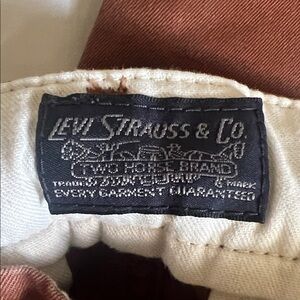 LEVI STRAUSS & CO.
TWO HORSE BRAND
TRADE MARK
EVERY GARMENT GUARANTEED